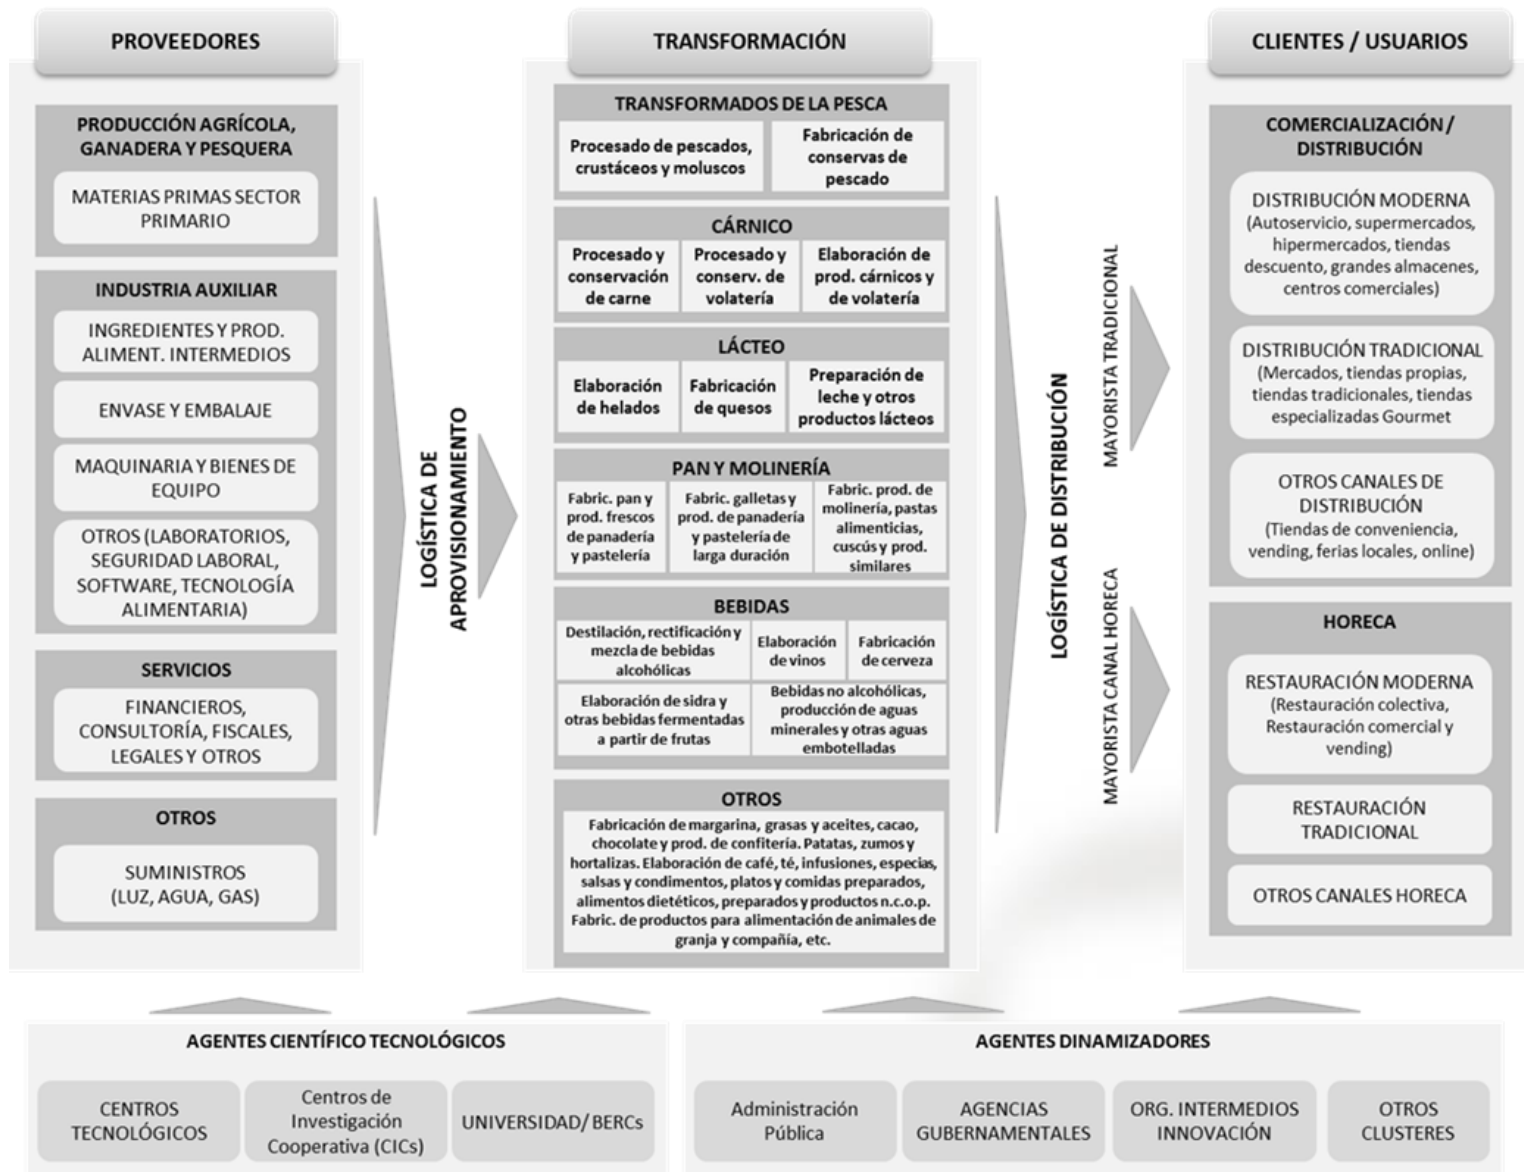 PROVEEDORES
PRODUCCIÓN AGRÍCOLA,
GANADERA Y PESQUERA
MATERIAS PRIMAS SECTOR
PRIMARIO
INDUSTRIA AUXILIAR
INGREDIENTES Y PROD.
ALIMENT. INTERMEDIOS
ENVASE Y EMBALAJE
MAQUINARIA Y BIENES DE
EQUIPO
OTROS (LABORATORIOS,
SEGURIDAD LABORAL,
SOFTWARE, TECNOLOGÍA
ALIMENTARIA)
SERVICIOS
FINANCIEROS,
CONSULTORÍA, FISCALES,
LEGALES Y OTROS
OTROS
SUMINISTROS
(LUZ, AGUA, GAS)
LOGÍSTICA DE
APROVISIONAMIENTO
TRANSFORMACIÓN
TRANSFORMADOS DE LA PESCA
Procesado de pescados,
crustáceos y moluscos
Fabricación de
conservas de
pescado
CÁRNICO
Procesado y
conservación
de carne
Procesado y
conserv. de
volatería
Elaboración de
prod. cárnicos y
de volatería
LÁCTEO
Elaboración
de helados
Fabricación
de quesos
Preparación de
leche y otros
productos lácteos
PAN Y MOLINERÍA
Fabric. pan y
prod. frescos
de panadería
y pastelería
Fabric. galletas y
prod. de panadería
y pastelería de
larga duración
Fabric. prod. de
molinería, pastas
alimenticias,
cuscús y prod.
similares
BEBIDAS
Destilación, rectificación y
mezcla de bebidas
alcohólicas
Elaboración
de vinos
Fabricación
de cerveza
Elaboración de sidra y
otras bebidas fermentadas
a partir de frutas
Bebidas no alcohólicas,
producción de aguas
minerales y otras aguas
embotelladas
OTROS
Fabricación de margarina, grasas y aceites, cacao,
chocolate y prod. de confitería. Patatas, zumos y
hortalizas. Elaboración de café, té, infusiones, especias,
salsas y condimentos, platos y comidas preparados,
alimentos dietéticos, preparados y productos n.c.o.p.
Fabric. de productos para alimentación de animales de
granja y compañía, etc.
LOGÍSTICA DE DISTRIBUCIÓN
MAYORISTA TRADICIONAL
MAYORISTA CANAL HORECA
CLIENTES / USUARIOS
COMERCIALIZACIÓN /
DISTRIBUCIÓN
DISTRIBUCIÓN MODERNA
(Autoservicio, supermercados,
hipermercados, tiendas
descuento, grandes almacenes,
centros comerciales)
DISTRIBUCIÓN TRADICIONAL
(Mercados, tiendas propias,
tiendas tradicionales, tiendas
especializadas Gourmet
OTROS CANALES DE
DISTRIBUCIÓN
(Tiendas de conveniencia,
vending, ferias locales, online)
HORECA
RESTAURACIÓN MODERNA
(Restauración colectiva,
Restauración comercial y
vending)
RESTAURACIÓN
TRADICIONAL
OTROS CANALES HORECA
AGENTES CIENTÍFICO TECNOLÓGICOS
CENTROS
TECNOLÓGICOS
Centros de
Investigación
Cooperativa (CICs)
UNIVERSIDAD/ BERCs
AGENTES DINAMIZADORES
Administración
Pública
AGENCIAS
GUBERNAMENTALES
ORG. INTERMEDIOS
INNOVACIÓN
OTROS
CLUSTERES